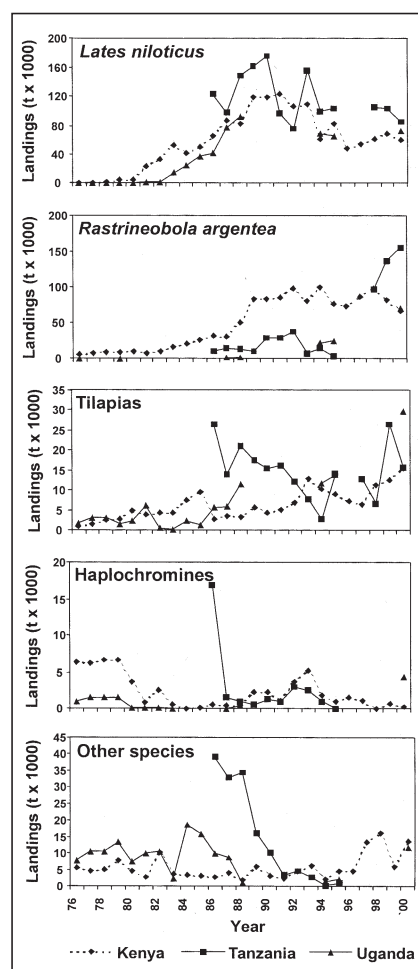 Lates niloticus
Landings (t x 1000)
200
160
120
80
40
0
Rastrineobola argentea
Landings (t x 1000)
200
150
100
50
0
Tilapias
Landings (t x 1000)
35
30
25
20
15
10
5
0
Haplochromines
Landings (t x 1000)
20
15
10
5
0
Other species
Landings (t x 1000)
45
40
35
30
25
20
15
10
5
0
76 78 80 82 84 86 88 90 92 94 96 98 00
Year
Kenya Tanzania Uganda